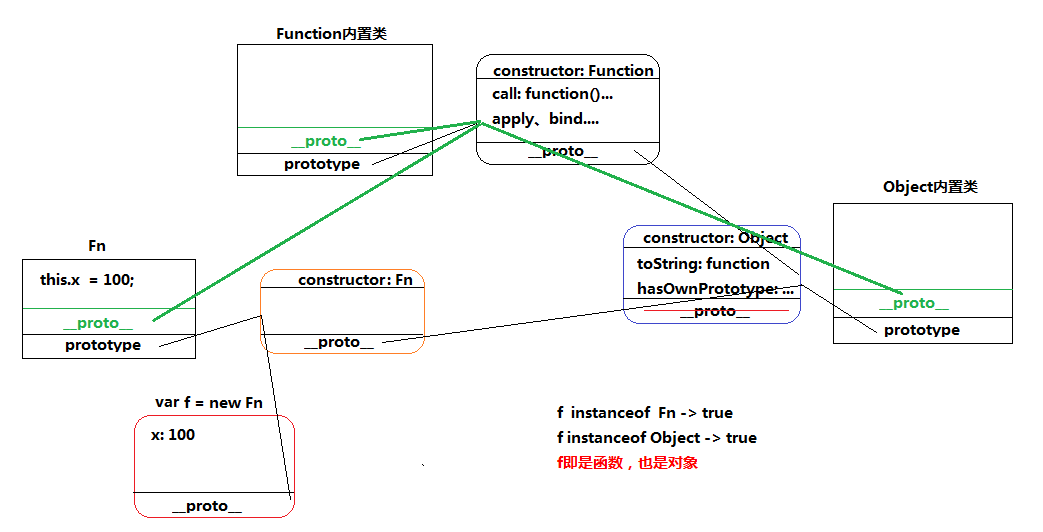 Function内置类
__proto__
prototype
constructor: Function
call: function()...
apply、bind....
__proto__
Object内置类
__proto__
prototype
constructor: Object
toString: function
hasOwnPrototype: ...
__proto__
Fn
this.x = 100;
__proto__
prototype
constructor: Fn
__proto__
var f = new Fn
x: 100
__proto__
f instanceof Fn -> true
f instanceof Object -> true
f即是函数，也是对象